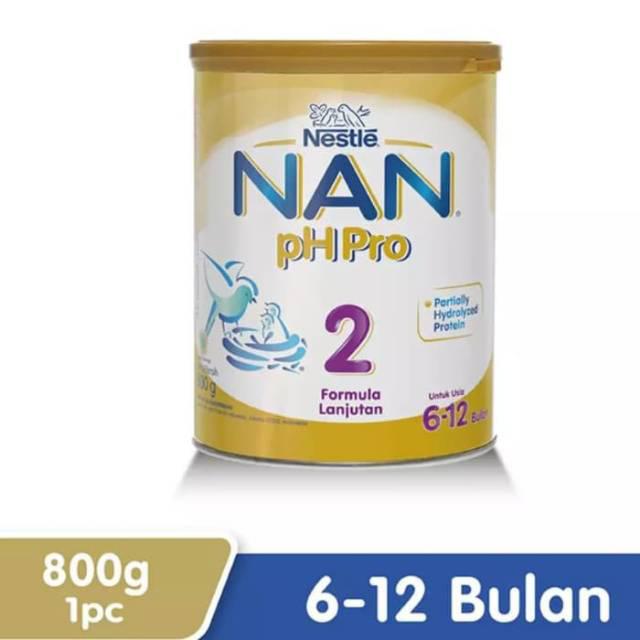 Nestlé
NAN
pH Pro
Partially
Hydrolyzed
Protein
2
Formula
Lanjutan
Untuk Usia
6-12 Bulan
800g
1pc
6-12 Bulan